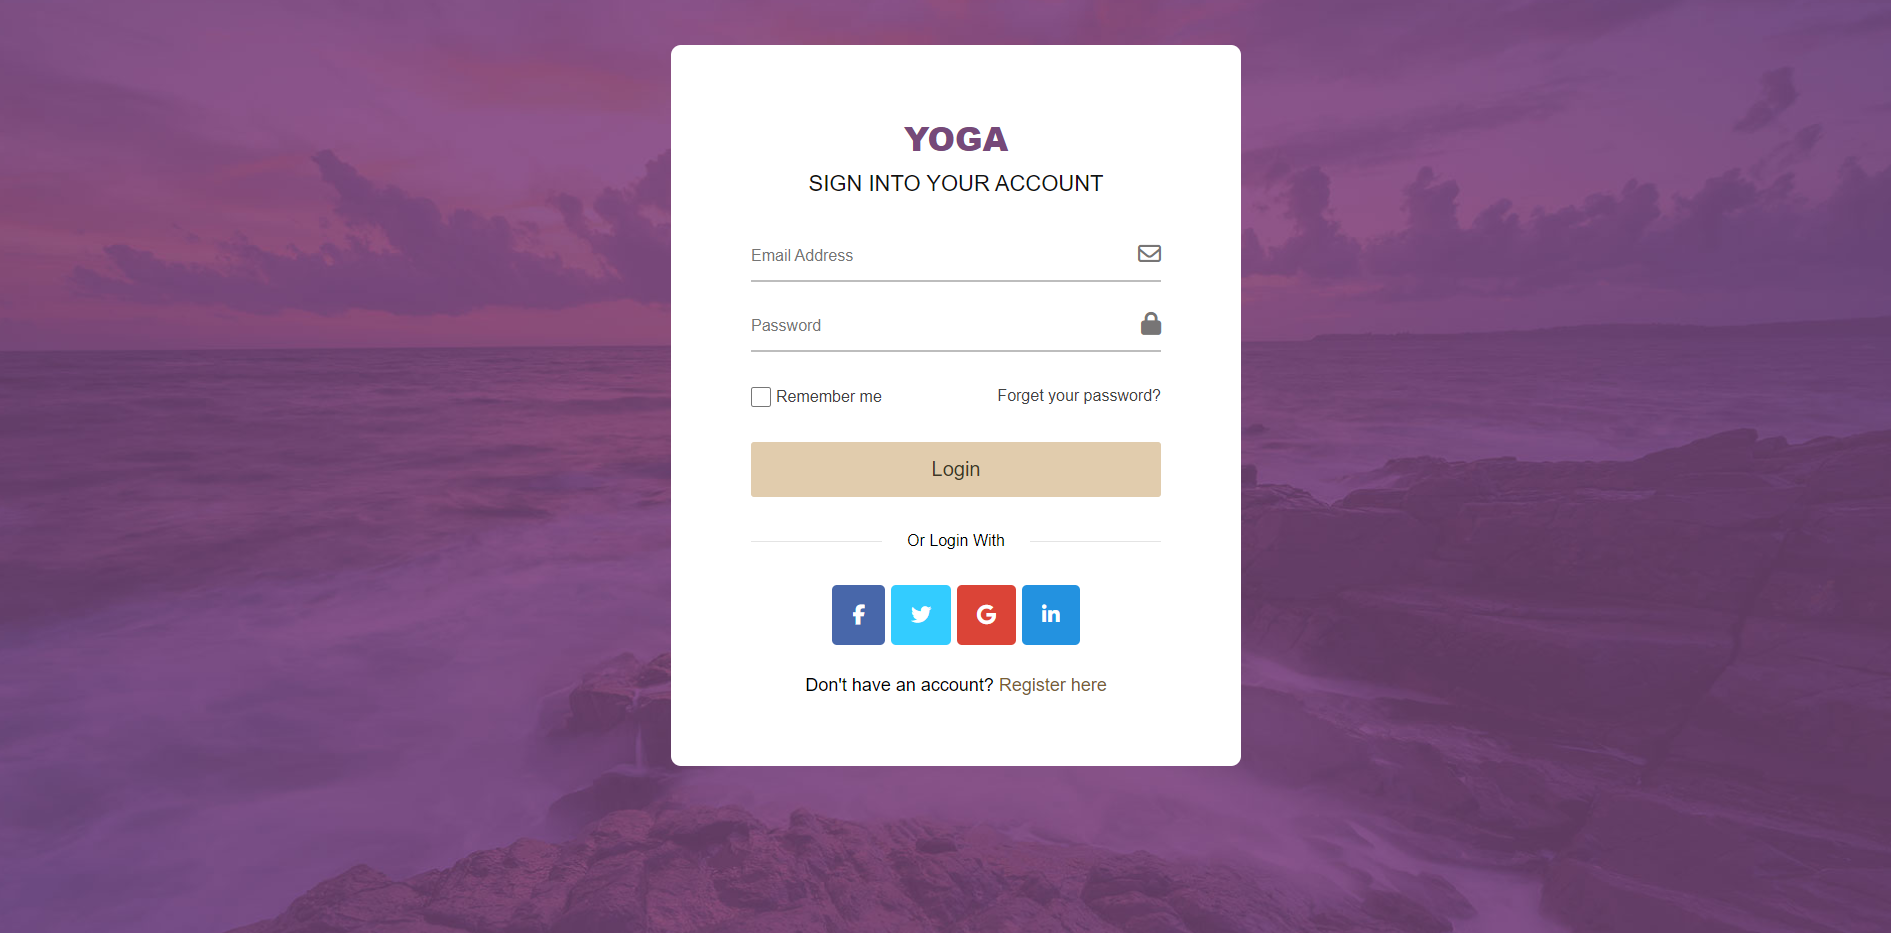 YOGA
SIGN INTO YOUR ACCOUNT
Email Address
Password
Remember me
Forget your password?
Login
Or Login With
Don't have an account? Register here